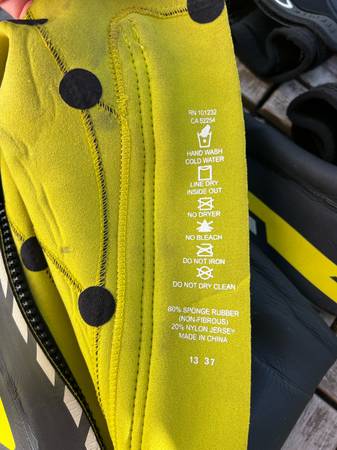 RN 101232
CA 52254
HAND WASH
COLD WATER
LINE DRY
INSIDE OUT
NO DRYER
NO BLEACH
DO NOT IRON
DO NOT DRY CLEAN
80% SPONGE RUBBER
(NON-FIBROUS)
20% NYLON JERSEY
MADE IN CHINA
13 37